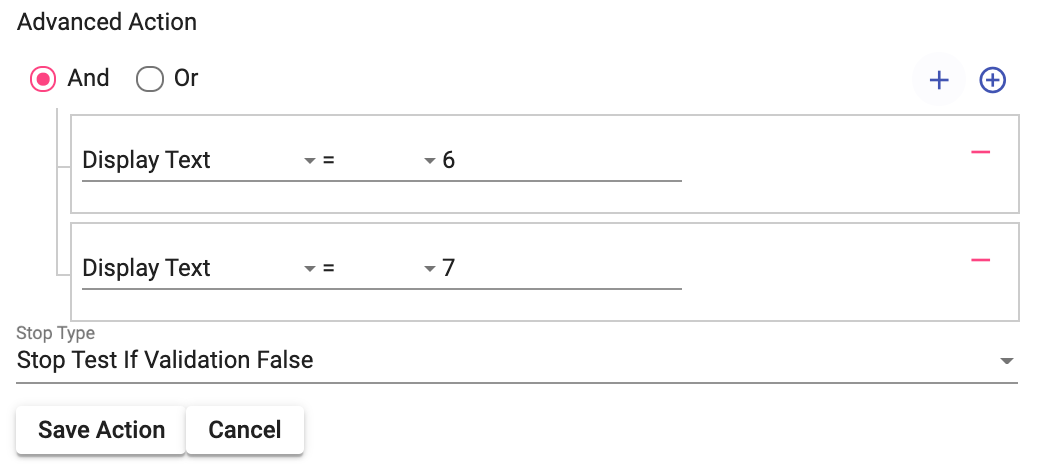 Advanced Action
And Or
Display Text = 6
Display Text = 7
Stop Type
Stop Test If Validation False
Save Action Cancel